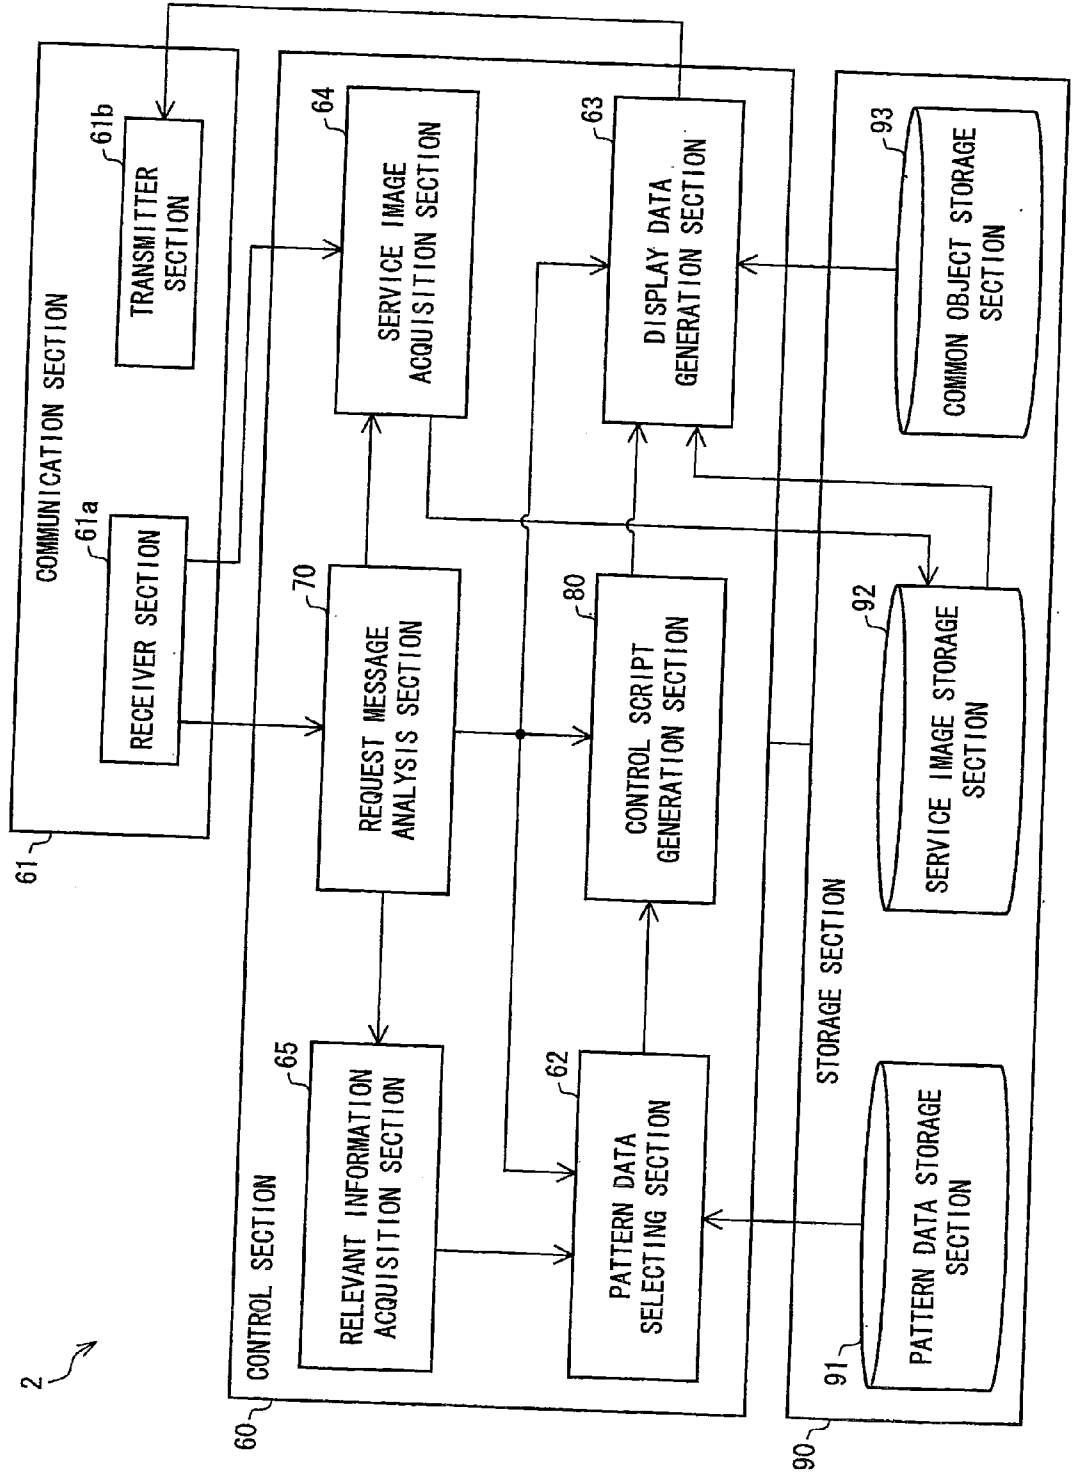 2
COMMUNICATION SECTION
61
RECEIVER SECTION
61a
TRANSMITTER
SECTION
61b
CONTROL SECTION
60
RELEVANT INFORMATION
ACQUISITION SECTION
65
REQUEST MESSAGE
ANALYSIS SECTION
70
SERVICE IMAGE
ACQUISITION SECTION
64
PATTERN DATA
SELECTING SECTION
62
CONTROL SCRIPT
GENERATION SECTION
80
DISPLAY DATA
GENERATION SECTION
63
STORAGE SECTION
90
PATTERN DATA STORAGE
SECTION
91
SERVICE IMAGE STORAGE
SECTION
92
COMMON OBJECT STORAGE
SECTION
93